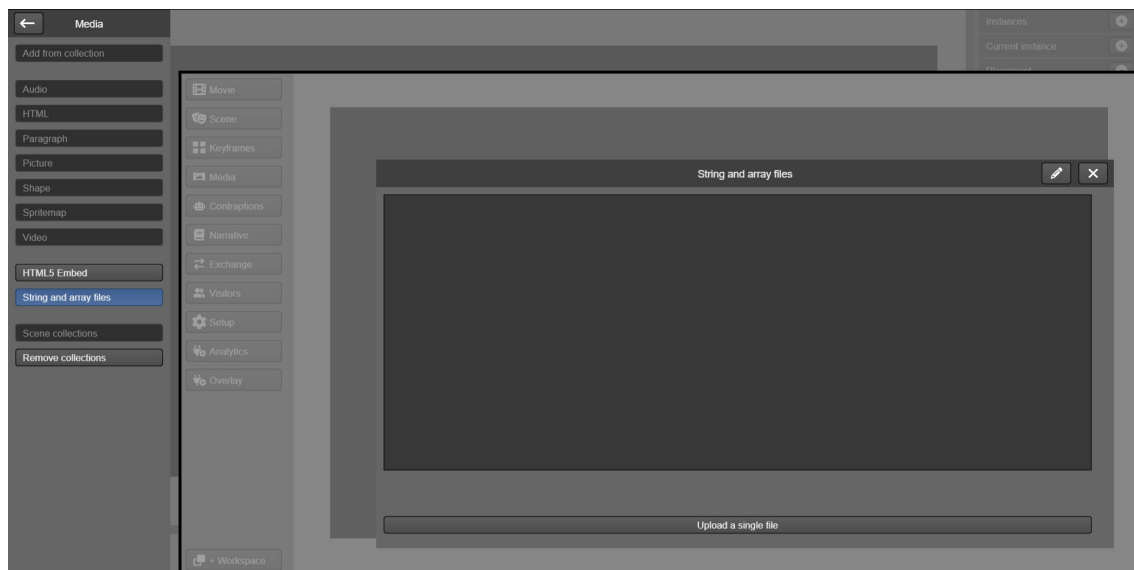 Media
Add from collection
Audio
HTML
Paragraph
Picture
Shape
Spritemap
Video
HTML5 Embed
String and array files
Scene collections
Remove collections
Movie
Scene
Keyframes
Media
Contraptions
Narrative
Exchange
Visitors
Setup
Analytics
Overlay
+ Workspace
Instances
Current instance
Placement
String and array files
Upload a single file